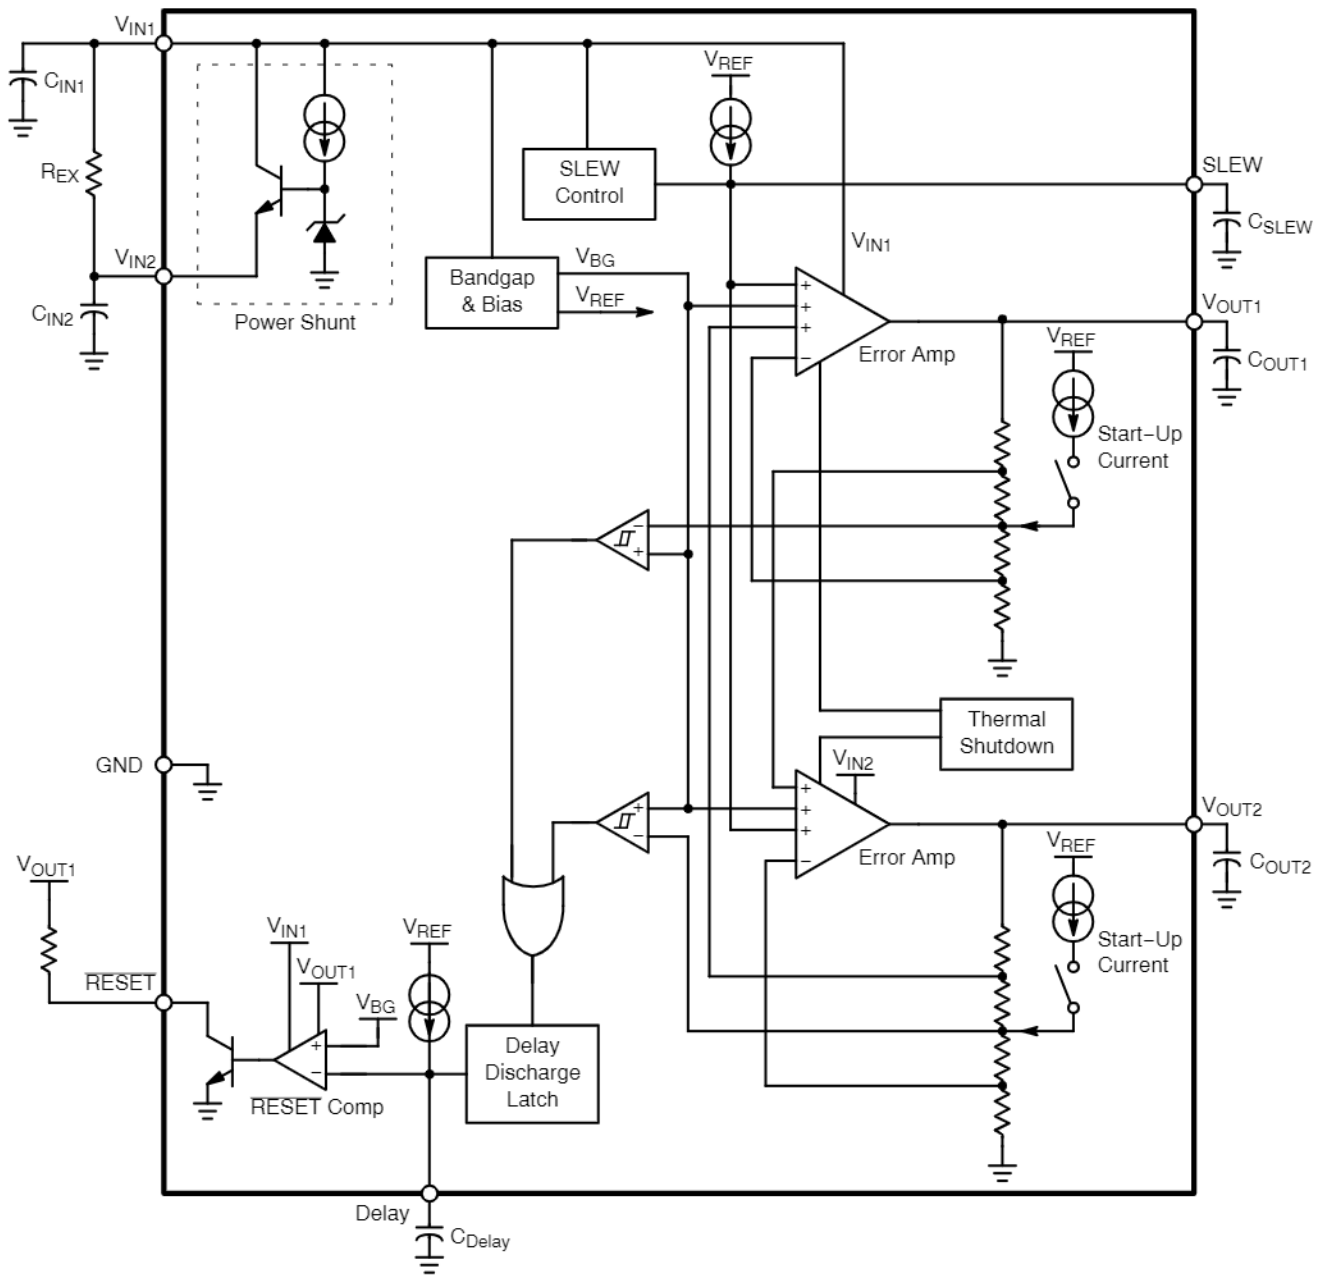 VIN1
CIN1
REX
VIN2
CIN2
Power Shunt
SLEW
Control
VREF
SLEW
CSLEW
VIN1
Bandgap
& Bias
VBG
VREF
+
+
+
−
Error Amp
VOUT1
COUT1
VREF
Start−Up
Current
−
+
Thermal
Shutdown
GND
VIN2
+
−
+
+
+
−
Error Amp
VOUT2
COUT2
VREF
Start−Up
Current
VOUT1
RESET
VIN1
VOUT1
VBG
VREF
+
−
RESET Comp
Delay
Discharge
Latch
Delay
CDelay